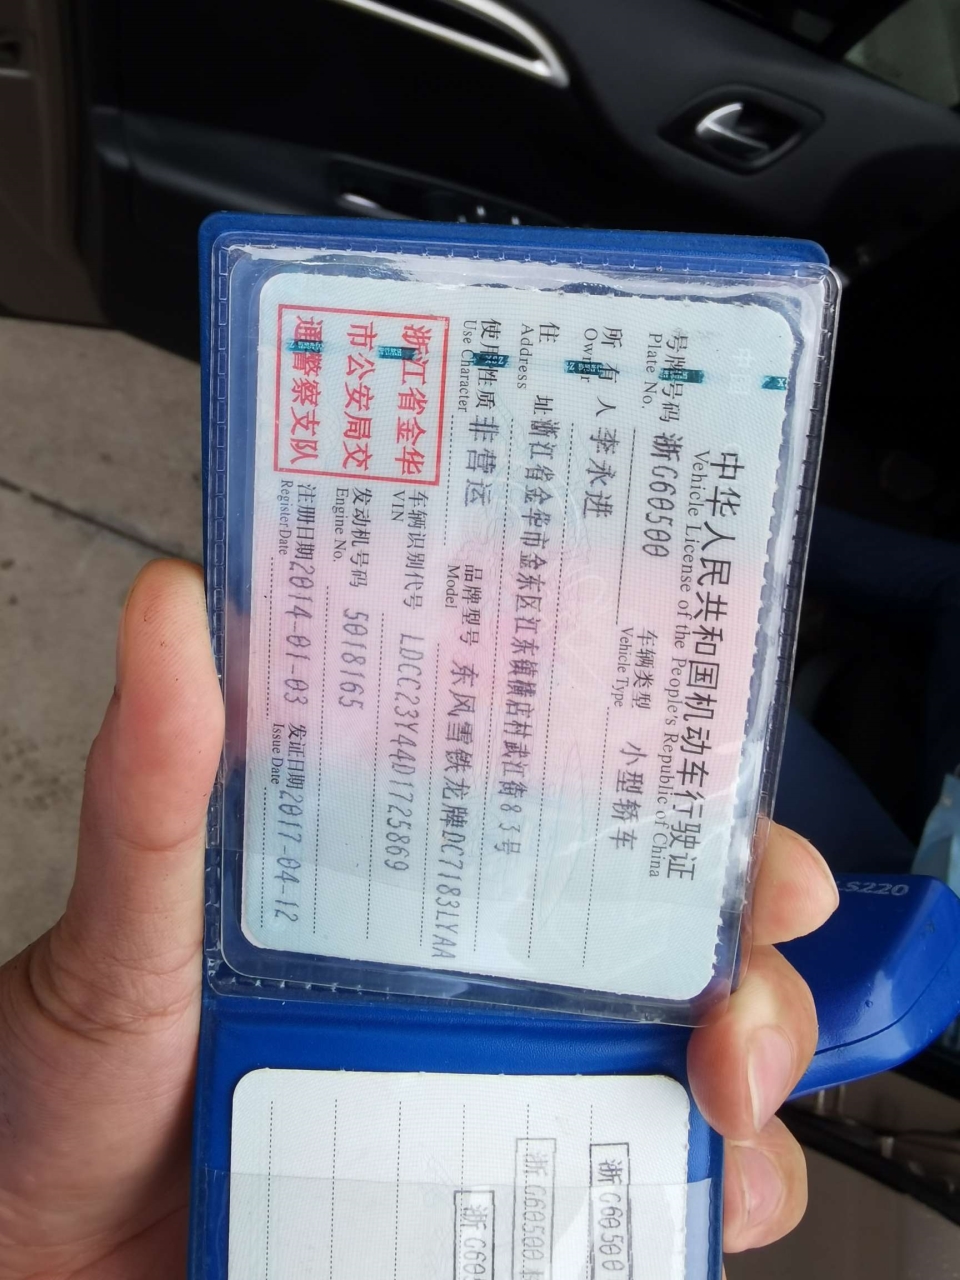 中华人民共和国机动车行驶证
Vehicle License of the People's Republic of China
号牌号码 浙G60500 车辆类型 小型轿车
Plate No. Vehicle Type
所有人 李永进
Owner
住址 浙江省金华市金东区江东镇横店村武江街83号
Address
使用性质 非营运 品牌型号 东风雪铁龙牌DC7183LYAA
Use Character Model
浙江省金华
市公安局交
通警察支队
车辆识别代号 LDCC23Y44D1725869
VIN
发动机号码 5018165
Engine No.
注册日期 2014-01-03 发证日期 2017-04-12
Register Date Issue Date
浙G60500
浙G60500
浙G605
LS220